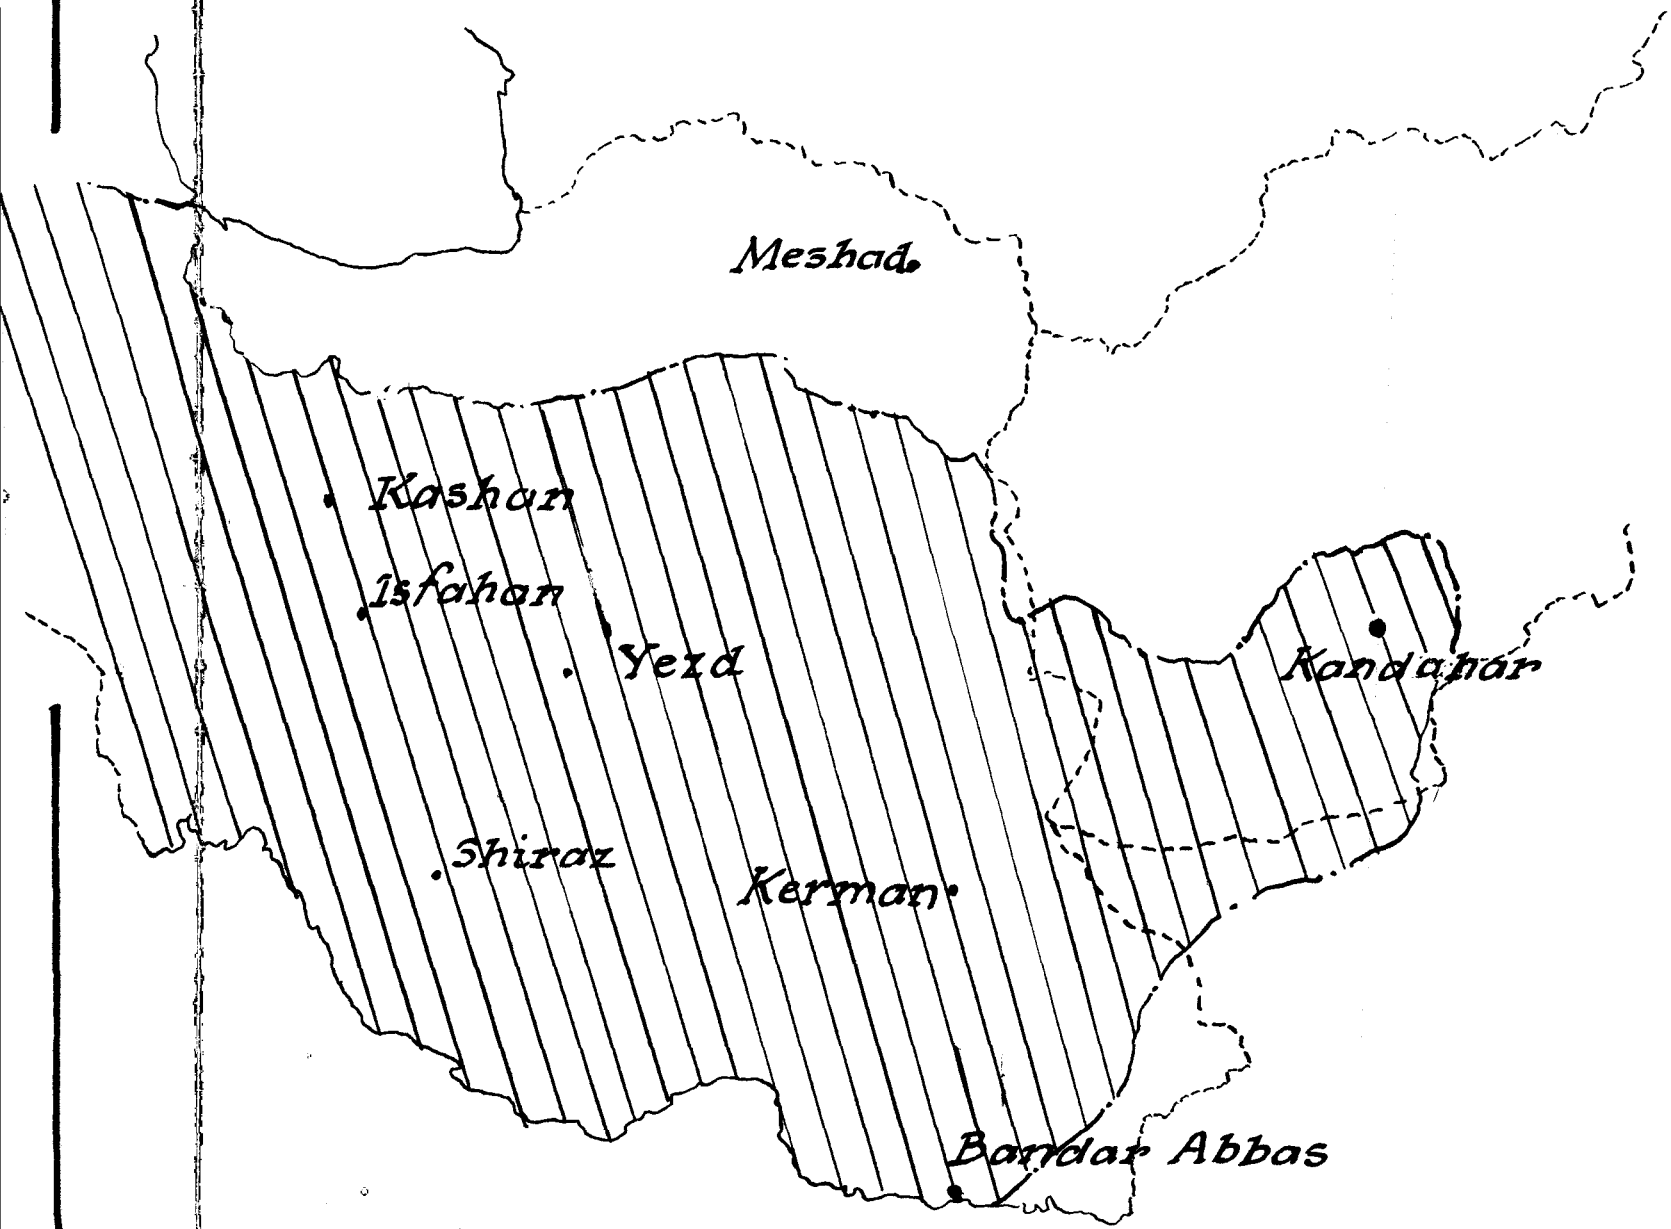 Meshad
Kashan
Isfahan
Yezd
Kandahar
Shiraz
Kerman
Bandar Abbas